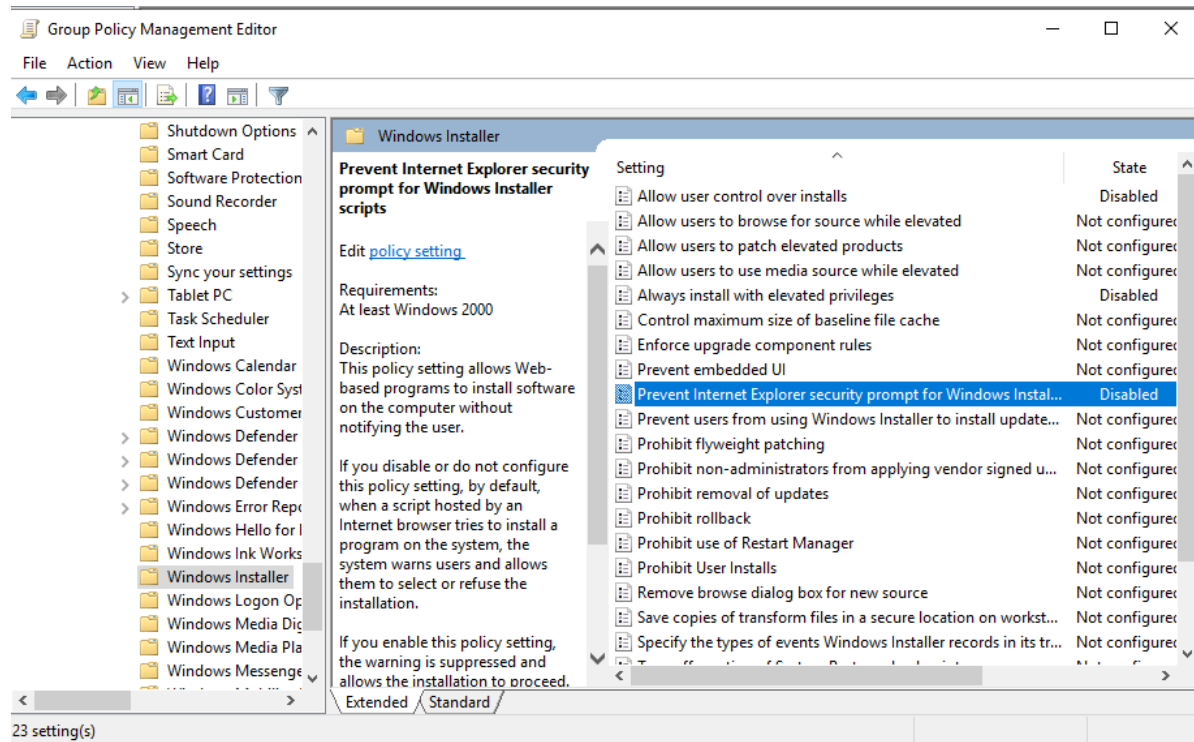 Group Policy Management Editor
File Action View Help
Shutdown Options
Smart Card
Software Protection
Sound Recorder
Speech
Store
Sync your settings
Tablet PC
Task Scheduler
Text Input
Windows Calendar
Windows Color Syst
Windows Customer
Windows Defender
Windows Defender
Windows Defender
Windows Error Repo
Windows Hello for
Windows Ink Works
Windows Installer
Windows Logon Op
Windows Media Dig
Windows Media Pla
Windows Messenge
Windows Installer
Prevent Internet Explorer security
prompt for Windows Installer
scripts
Edit policy setting
Requirements:
At least Windows 2000
Description:
This policy setting allows Web-
based programs to install software
on the computer without
notifying the user.
If you disable or do not configure
this policy setting, by default,
when a script hosted by an
Internet browser tries to install a
program on the system, the
system warns users and allows
them to select or refuse the
installation.
If you enable this policy setting,
the warning is suppressed and
allows the installation to proceed.
Setting State
Allow user control over installs Disabled
Allow users to browse for source while elevated Not configured
Allow users to patch elevated products Not configured
Allow users to use media source while elevated Not configured
Always install with elevated privileges Disabled
Control maximum size of baseline file cache Not configured
Enforce upgrade component rules Not configured
Prevent embedded UI Not configured
Prevent Internet Explorer security prompt for Windows Instal... Disabled
Prevent users from using Windows Installer to install update... Not configured
Prohibit flyweight patching Not configured
Prohibit non-administrators from applying vendor signed u... Not configured
Prohibit removal of updates Not configured
Prohibit rollback Not configured
Prohibit use of Restart Manager Not configured
Prohibit User Installs Not configured
Remove browse dialog box for new source Not configured
Save copies of transform files in a secure location on workst... Not configured
Specify the types of events Windows Installer records in its tr... Not configured
Extended Standard
23 setting(s)